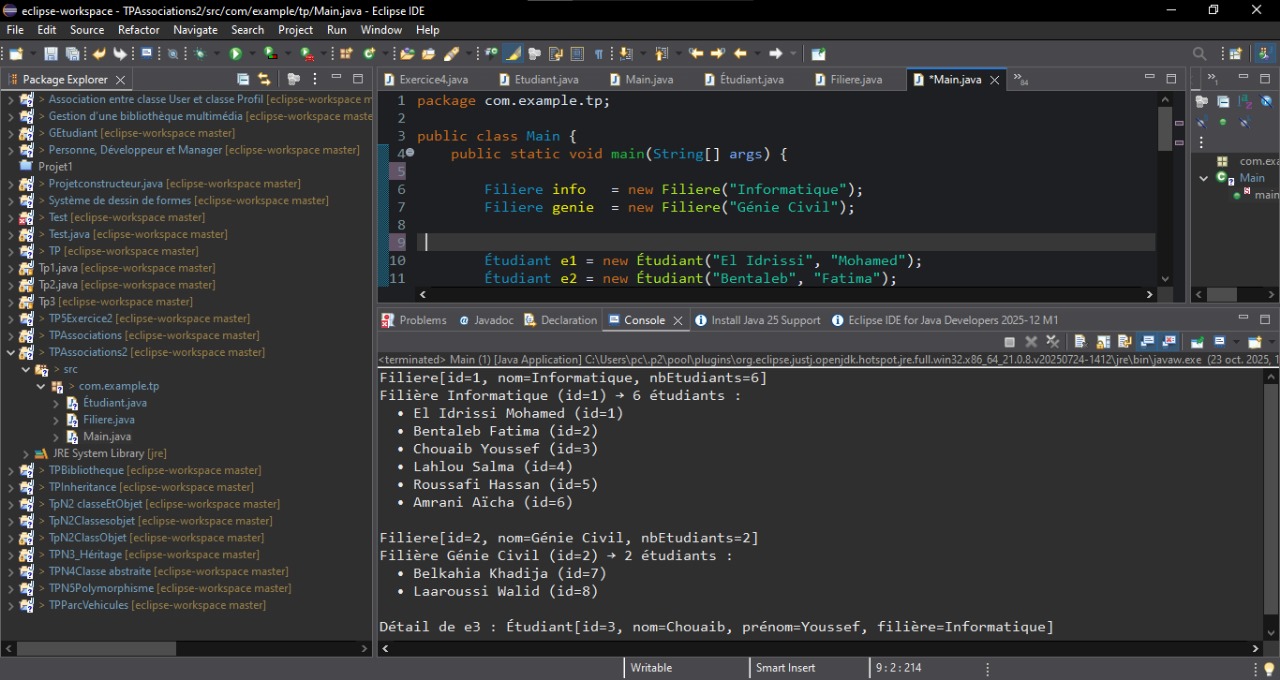 eclipse-workspace - TPAssociations2/src/com/example/tp/Main.java - Eclipse IDE
File Edit Source Refactor Navigate Search Project Run Window Help
Package Explorer
> Association entre classe User et classe Profil [eclipse-workspace m
> Gestion d'une bibliothèque multimédia [eclipse-workspace maste
> GEtudiant [eclipse-workspace master]
> Personne, Développeur et Manager [eclipse-workspace master]
Projet1
> Projetconstructeur.java [eclipse-workspace master]
> Système de dessin de formes [eclipse-workspace master]
> Test [eclipse-workspace master]
> Test.java [eclipse-workspace master]
> TP [eclipse-workspace master]
Tp1.java [eclipse-workspace master]
Tp2.java [eclipse-workspace master]
Tp3 [eclipse-workspace master]
> TP5Exercice2 [eclipse-workspace master]
> TPAssociations [eclipse-workspace master]
> TPAssociations2 [eclipse-workspace master]
> src
> com.example.tp
Étudiant.java
Filiere.java
Main.java
JRE System Library [jre]
> TPBibliotheque [eclipse-workspace master]
> TPInheritance [eclipse-workspace master]
> TpN2 classeEtObjet [eclipse-workspace master]
> TpN2Classesobjet [eclipse-workspace master]
> TpN2ClassObjet [eclipse-workspace master]
> TPN3_Héritage [eclipse-workspace master]
> TPN4Classe abstraite [eclipse-workspace master]
> TPN5Polymorphisme [eclipse-workspace master]
> TPParcVehicules [eclipse-workspace master]
Exercice4.java Etudiant.java Main.java Étudiant.java Filiere.java *Main.java »84
1 package com.example.tp;
2
3 public class Main {
4 public static void main(String[] args) {
5
6 Filiere info = new Filiere("Informatique");
7 Filiere genie = new Filiere("Génie Civil");
8
9
10 Étudiant e1 = new Étudiant("El Idrissi", "Mohamed");
11 Étudiant e2 = new Étudiant("Bentaleb", "Fatima");
»1
com.exa
Main
main
Problems Javadoc Declaration Console Install Java 25 Support Eclipse IDE for Java Developers 2025-12 M1
<terminated> Main (1) [Java Application] C:\Users\pc\.p2\pool\plugins\org.eclipse.justj.openjdk.hotspot.jre.full.win32.x86_64_21.0.8.v20250724-1412\jre\bin\javaw.exe (23 oct. 2025, 1
Filiere[id=1, nom=Informatique, nbEtudiants=6]
Filière Informatique (id=1) → 6 étudiants :
• El Idrissi Mohamed (id=1)
• Bentaleb Fatima (id=2)
• Chouaib Youssef (id=3)
• Lahlou Salma (id=4)
• Roussafi Hassan (id=5)
• Amrani Aïcha (id=6)
Filiere[id=2, nom=Génie Civil, nbEtudiants=2]
Filière Génie Civil (id=2) → 2 étudiants :
• Belkahia Khadija (id=7)
• Laaroussi Walid (id=8)
Détail de e3 : Étudiant[id=3, nom=Chouaib, prénom=Youssef, filière=Informatique]
Writable Smart Insert 9 : 2 : 214